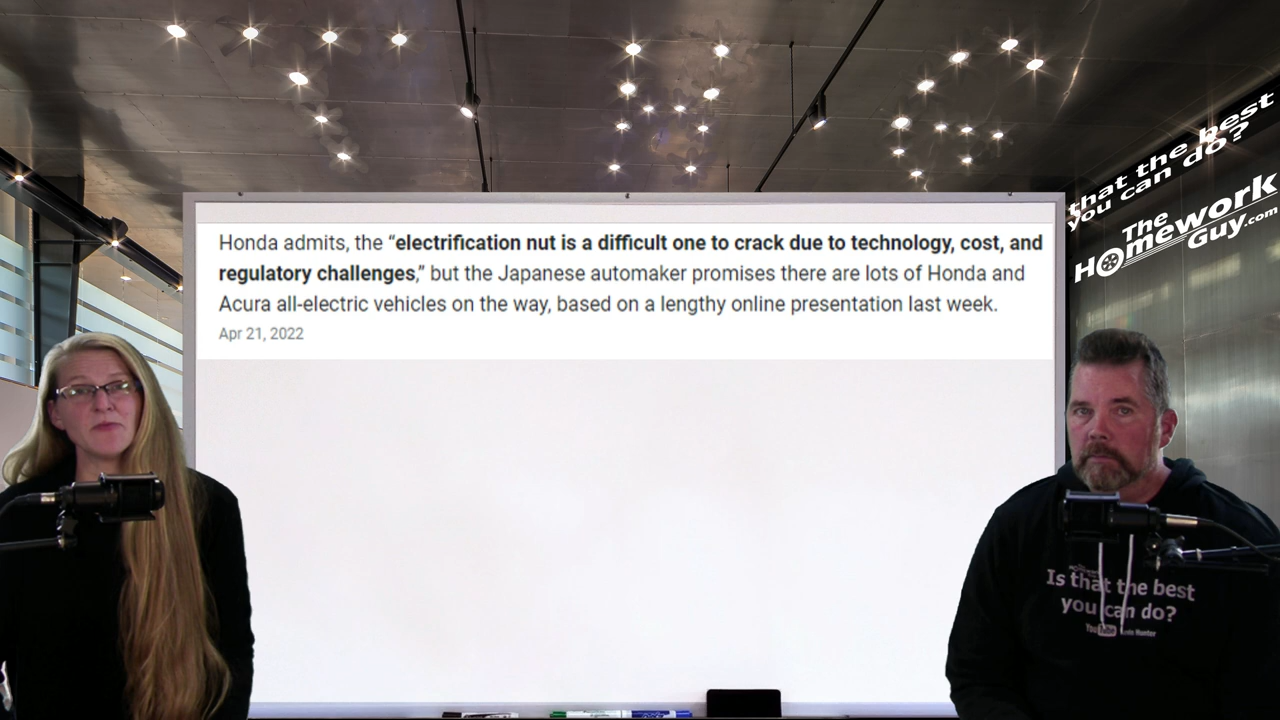 Honda admits, the “electrification nut is a difficult one to crack due to technology, cost, and
regulatory challenges,” but the Japanese automaker promises there are lots of Honda and
Acura all-electric vehicles on the way, based on a lengthy online presentation last week.
Apr 21, 2022
that the best
you can do?
The
Homework
Guy.com
Is that the best
you can do?
YouTube
Hunter